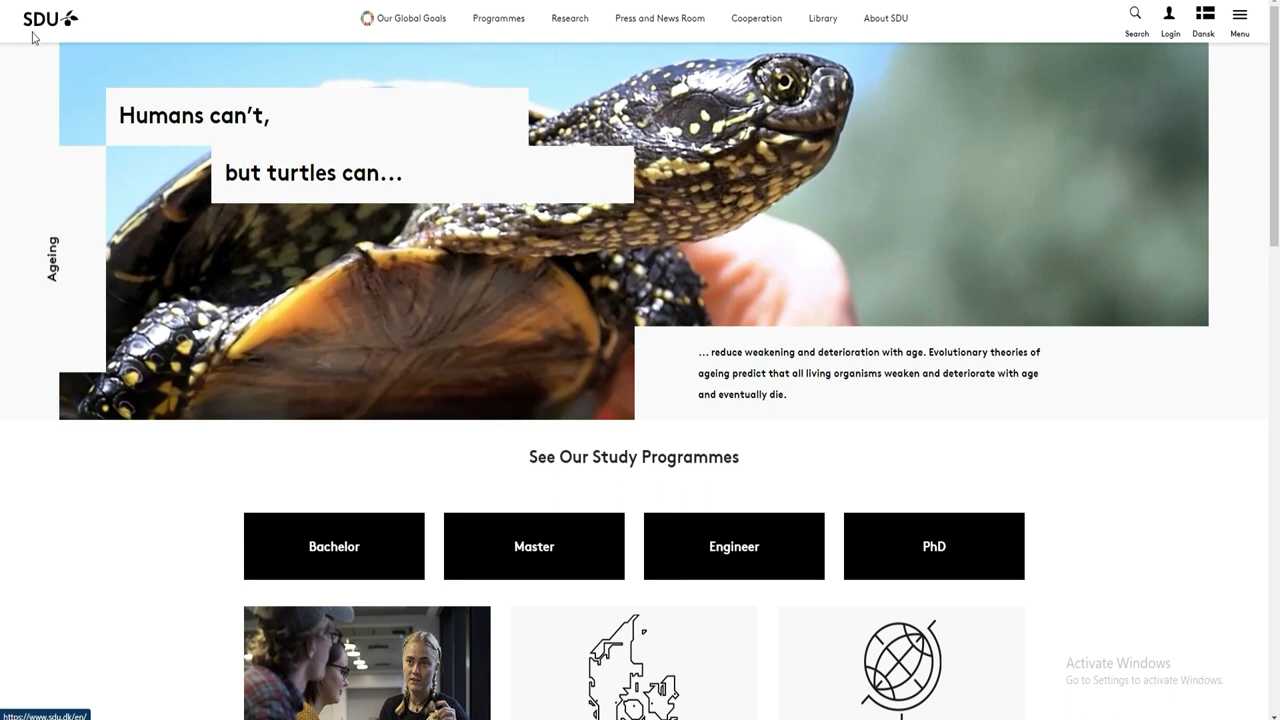 SDU
Our Global Goals
Programmes
Research
Press and News Room
Cooperation
Library
About SDU
Search
Login
Dansk
Menu
Humans can't,
but turtles can...
Ageing
... reduce weakening and deterioration with age. Evolutionary theories of
ageing predict that all living organisms weaken and deteriorate with age
and eventually die.
See Our Study Programmes
Bachelor
Master
Engineer
PhD
Activate Windows
Go to Settings to activate Windows.
https://www.sdu.dk/en/